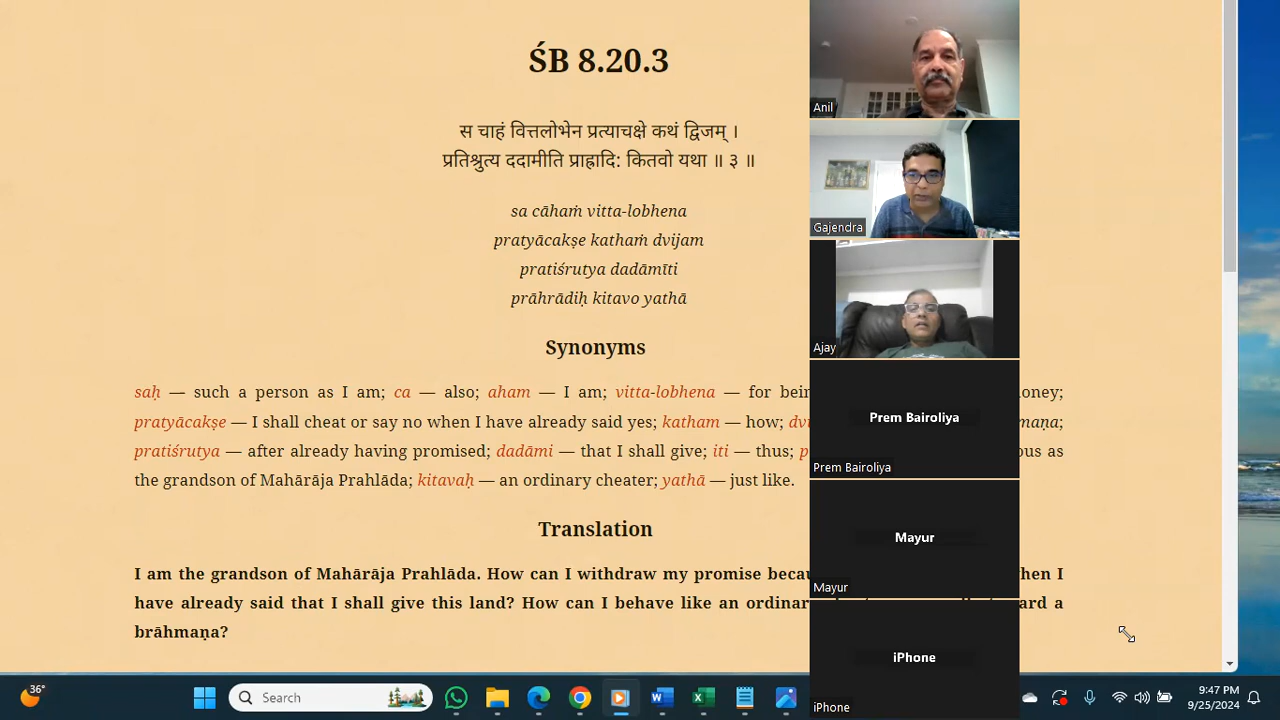 ŚB 8.20.3
स चाहं वित्तलोभेन प्रत्याचक्षे कथं द्विजम् ।
प्रतिश्रुत्य ददामीति प्राह्रादि: कितवो यथा ॥ ३ ॥
sa cāhaṁ vitta-lobhena
pratyācakṣe kathaṁ dvijam
pratiśrutya dadāmīti
prāhrādiḥ kitavo yathā
Synonyms
saḥ — such a person as I am; ca — also; aham — I am; vitta-lobhena — for
pratyācakṣe — I shall cheat or say no when I have already said yes; katham — how;
pratiśrutya — after already having promised; dadāmi — that I shall give; iti — thus;
the grandson of Mahārāja Prahlāda; kitavaḥ — an ordinary cheater; yathā — just like.
Translation
I am the grandson of Mahārāja Prahlāda. How can I withdraw my promise
have already said that I shall give this land? How can I behave like an
brāhmaṇa?
Anil
Gajendra
Ajay
Prem Bairoliya
Prem Bairoliya
Mayur
Mayur
iPhone
iPhone
36°
Search
9:47 PM
9/25/2024